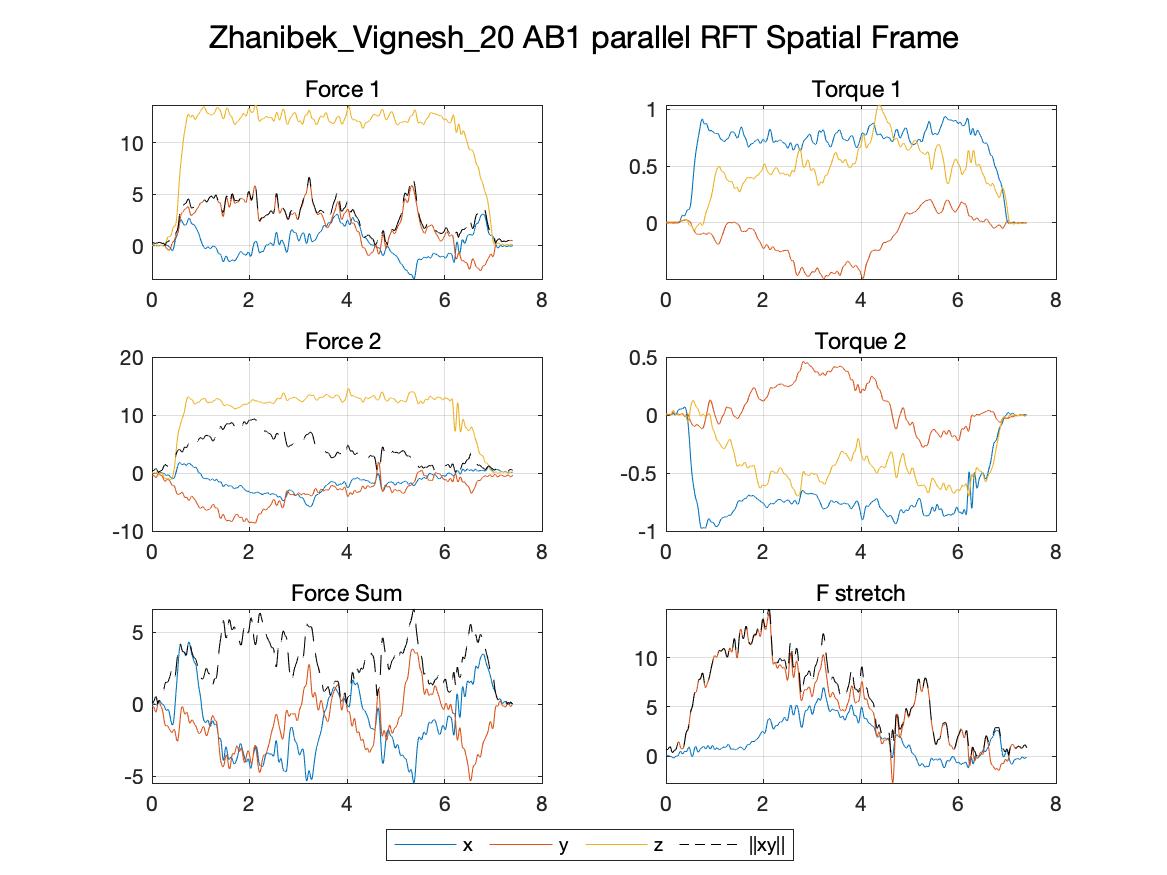 Zhanibek_Vignesh_20 AB1 parallel RFT Spatial Frame
Force 1
10
5
0
0 2 4 6 8
Torque 1
1
0.5
0
0 2 4 6 8
Force 2
20
10
0
-10
0 2 4 6 8
Torque 2
0.5
0
-0.5
-1
0 2 4 6 8
Force Sum
5
0
-5
0 2 4 6 8
F stretch
10
5
0
0 2 4 6 8
x y z ||xy||